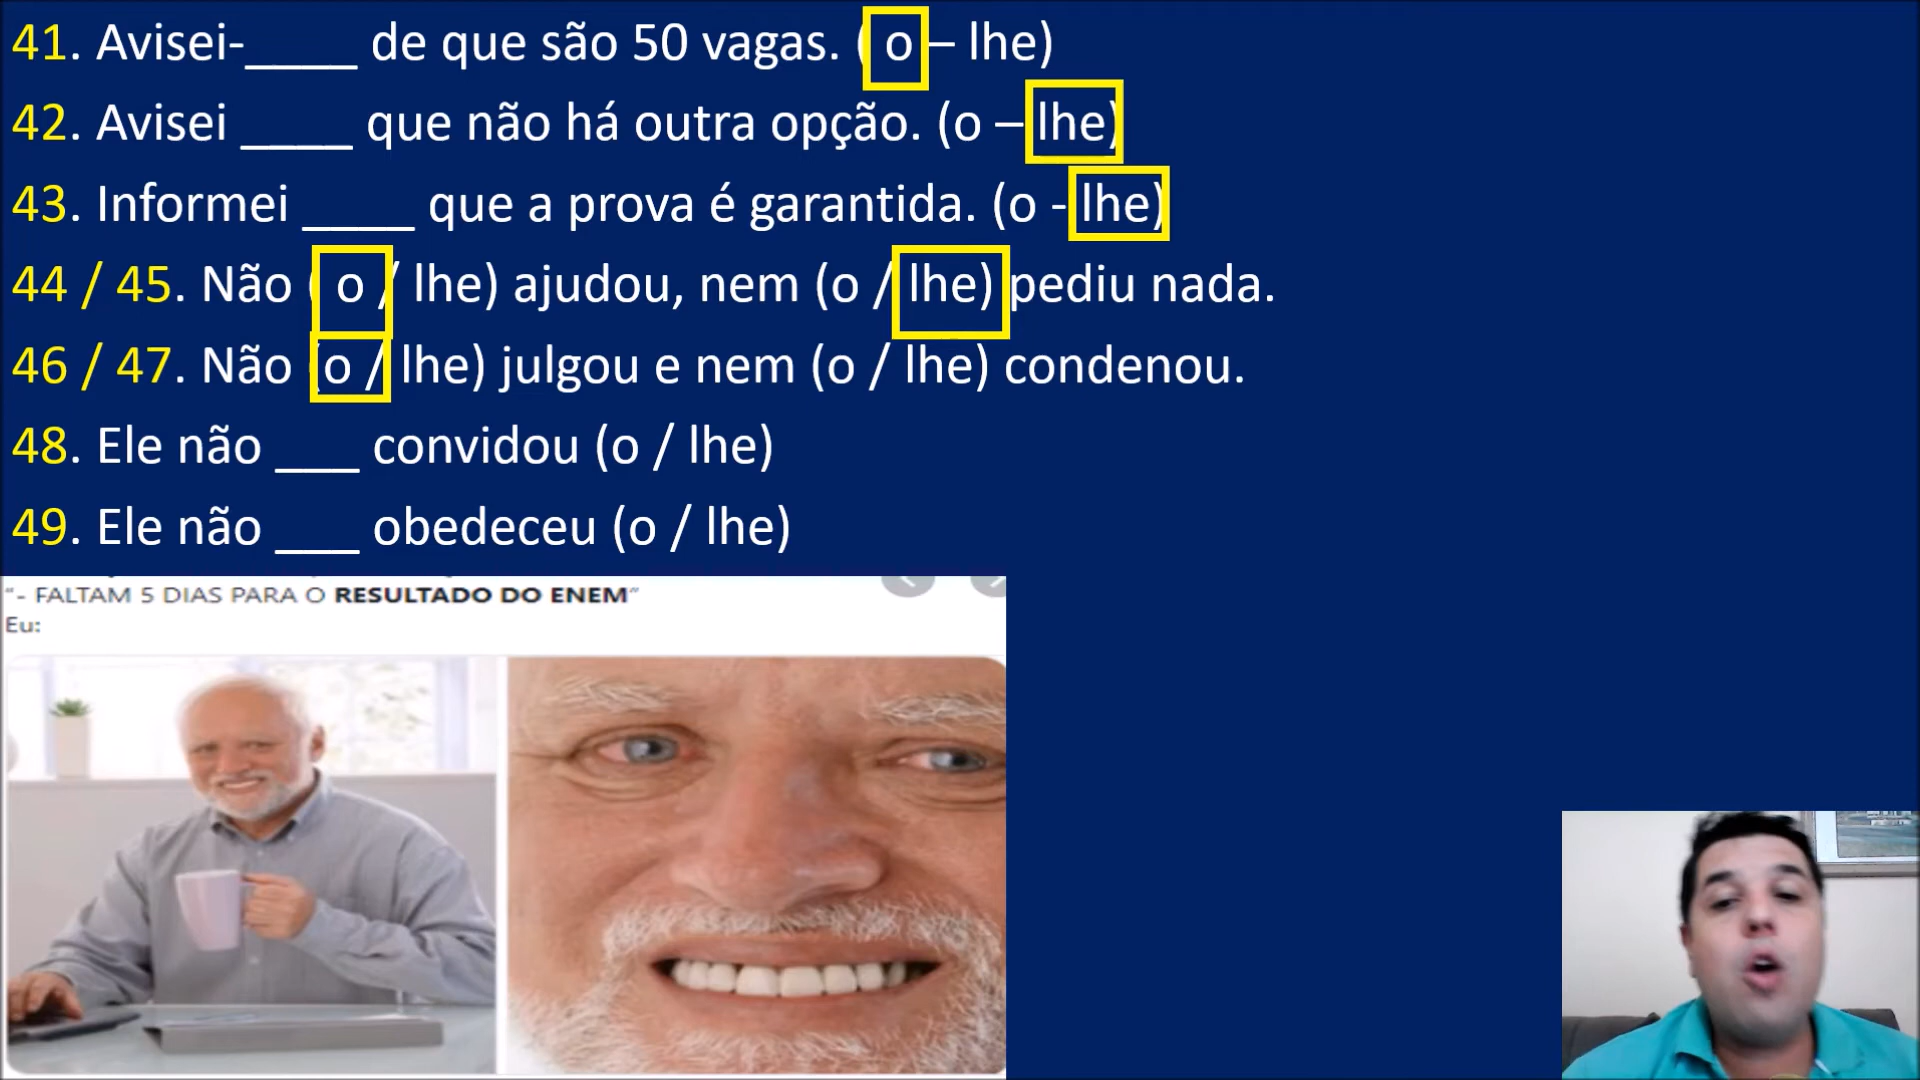 41. Avisei-____ de que são 50 vagas. ( o – lhe)
42. Avisei ____ que não há outra opção. (o – lhe)
43. Informei ____ que a prova é garantida. (o - lhe)
44 / 45. Não ( o / lhe) ajudou, nem (o / lhe) pediu nada.
46 / 47. Não (o / lhe) julgou e nem (o / lhe) condenou.
48. Ele não ___ convidou (o / lhe)
49. Ele não ___ obedeceu (o / lhe)
"- FALTAM 5 DIAS PARA O RESULTADO DO ENEM"
Eu: